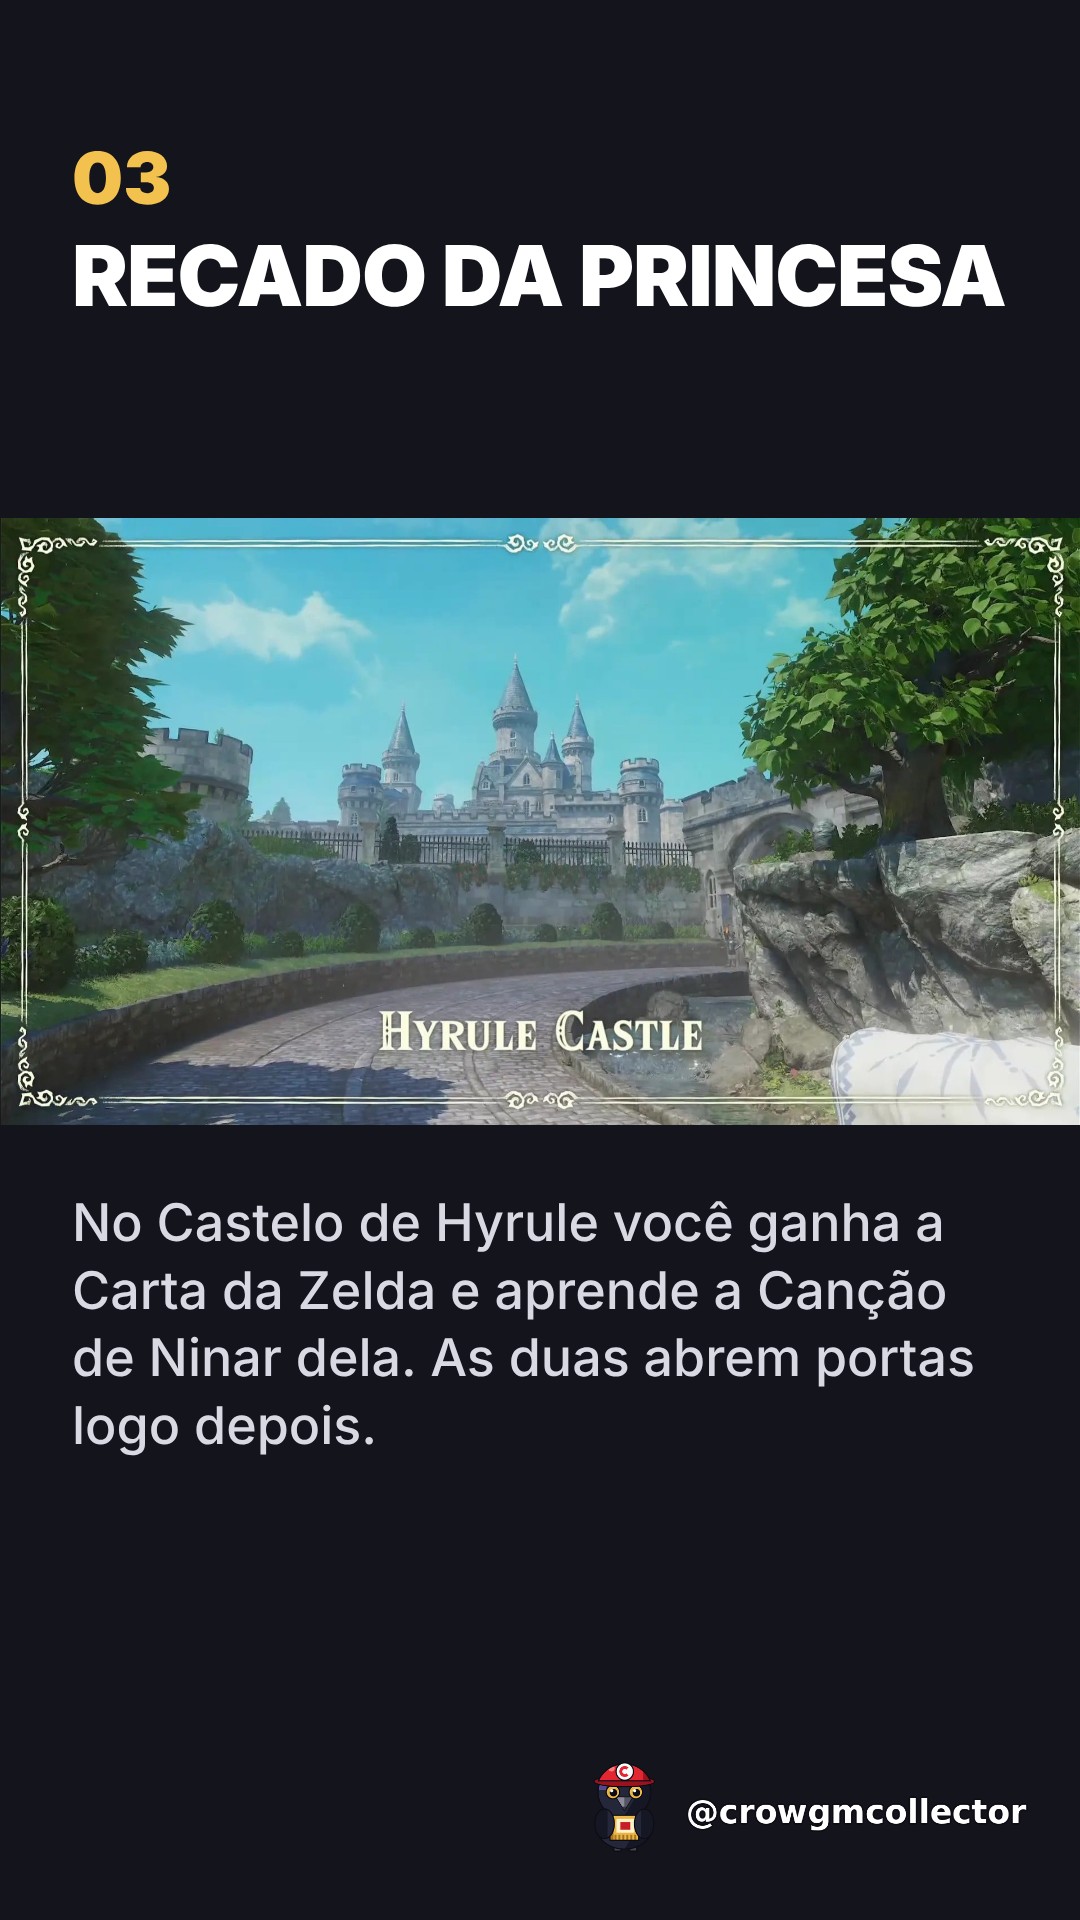 03
RECADO DA PRINCESA
HYRULE CASTLE
No Castelo de Hyrule você ganha a
Carta da Zelda e aprende a Canção
de Ninar dela. As duas abrem portas
logo depois.
C
@crowgmcollector